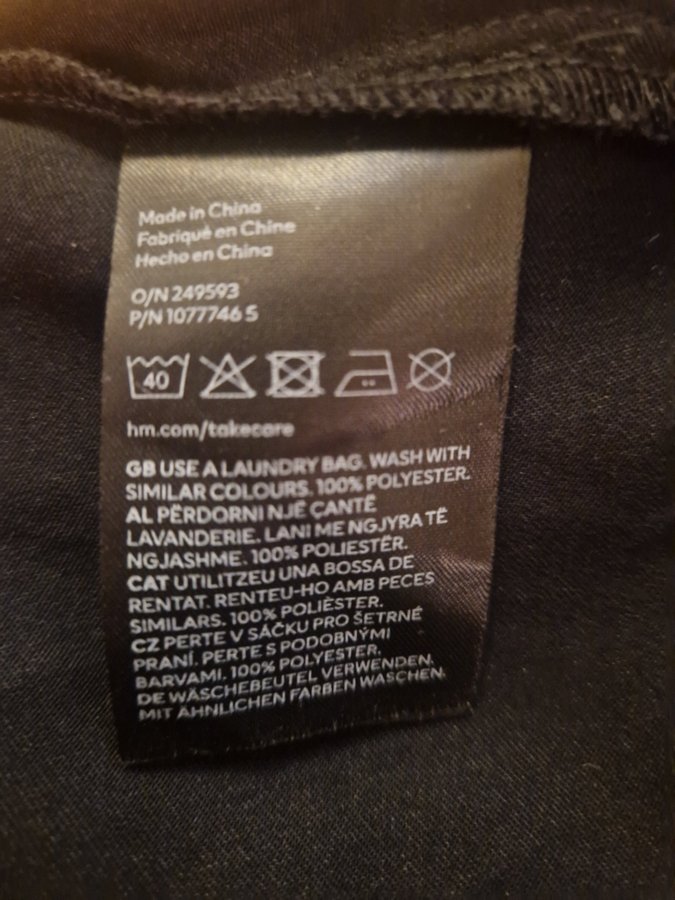 Made in China
Fabriqué en Chine
Hecho en China
O/N 249593
P/N 1077746 S
40
hm.com/takecare
GB USE A LAUNDRY BAG. WASH WITH
SIMILAR COLOURS. 100% POLYESTER.
AL PËRDORNI NJË ÇANTË
LAVANDERIE. LANI ME NGJYRA TË
NGJASHME. 100% POLIESTËR.
CAT UTILITZEU UNA BOSSA DE
RENTAT. RENTEU-HO AMB PECES
SIMILARS. 100% POLIÈSTER.
CZ PERTE V SÁČKU PRO ŠETRNÉ
PRANÍ. PERTE S PODOBNÝMI
BARVAMI. 100% POLYESTER.
DE WÄSCHEBEUTEL VERWENDEN.
MIT ÄHNLICHEN FARBEN WASCHEN.